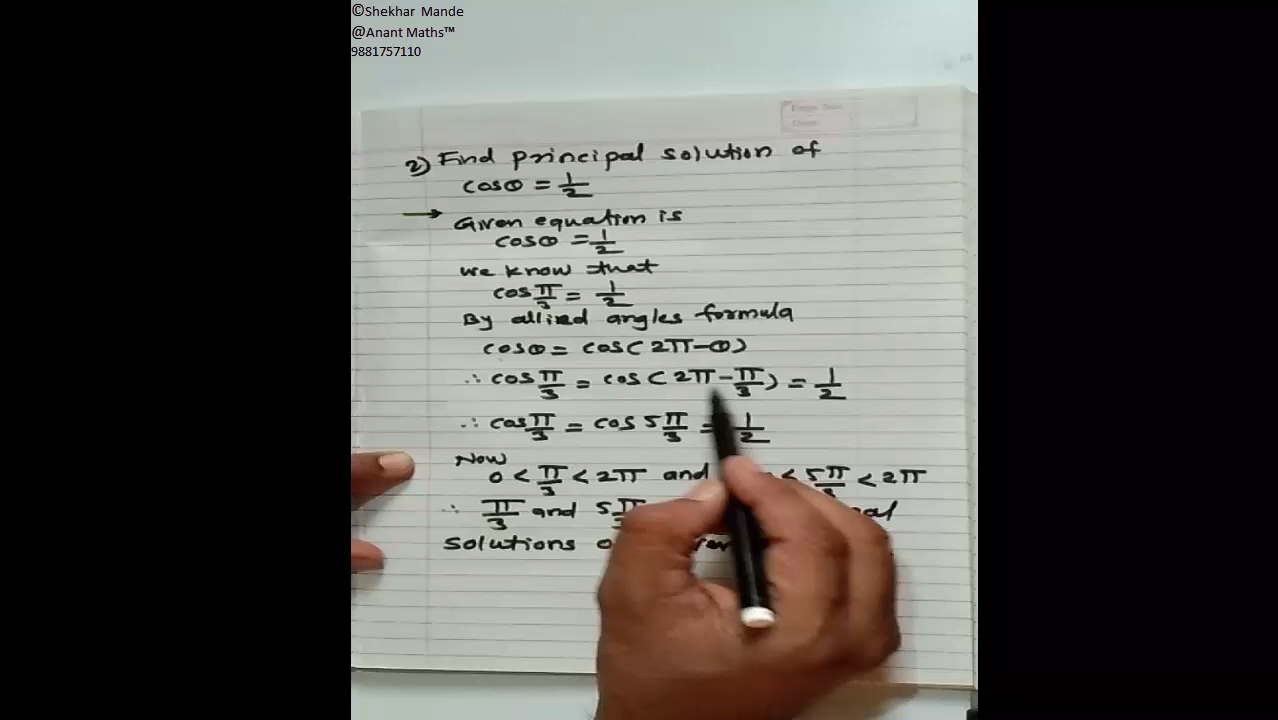 ©Shekhar Mande
@Anant Maths™
9881757110
2) Find principal solution of
cosθ = 1/2
→ Given equation is
cosθ = 1/2
we know that
cos π/3 = 1/2
By allied angles formula
cosθ = cos(2π-θ)
∴ cos π/3 = cos(2π-π/3) = 1/2
∴ cos π/3 = cos 5π/3 = 1/2
Now
0 < π/3 < 2π and < 5π/3 < 2π
∴ π/3 and 5π/3
solutions